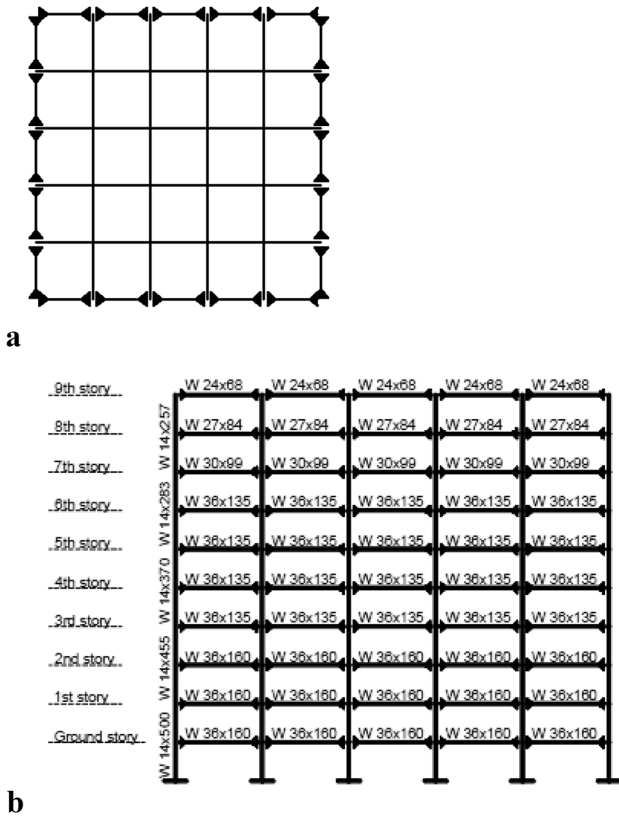 a
9th story W 24x68 W 24x68 W 24x68 W 24x68 W 24x68
W 14x257
8th story W 27x84 W 27x84 W 27x84 W 27x84 W 27x84
7th story W 30x99 W 30x99 W 30x99 W 30x99 W 30x99
W 14x283
6th story W 36x135 W 36x135 W 36x135 W 36x135 W 36x135
5th story W 36x135 W 36x135 W 36x135 W 36x135 W 36x135
W 14x370
4th story W 36x135 W 36x135 W 36x135 W 36x135 W 36x135
3rd story W 36x135 W 36x135 W 36x135 W 36x135 W 36x135
W 14x455
2nd story W 36x160 W 36x160 W 36x160 W 36x160 W 36x160
1st story W 36x160 W 36x160 W 36x160 W 36x160 W 36x160
W 14x500
Ground story W 36x160 W 36x160 W 36x160 W 36x160 W 36x160
b